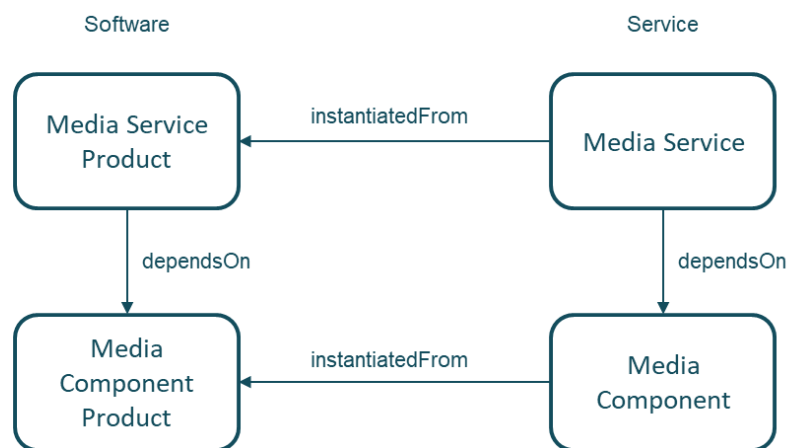 Software
Service
Media Service
Product
instantiatedFrom
Media Service
dependsOn
dependsOn
Media
Component
Product
instantiatedFrom
Media
Component